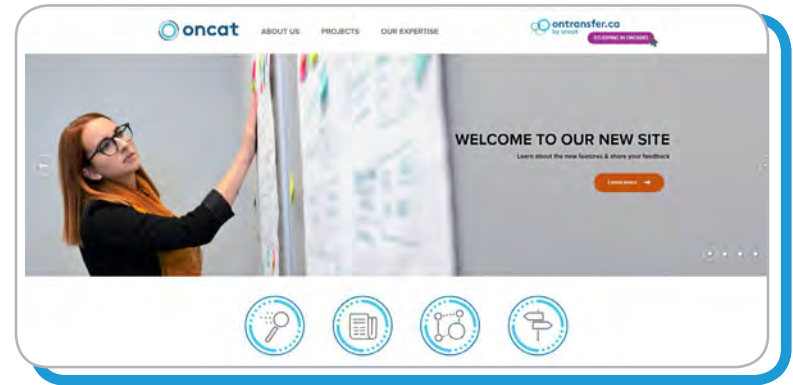 oncat
ABOUT US
PROJECTS
OUR EXPERTISE
ontransfer.ca
by oncat
STUDYING IN ONTARIO
WELCOME TO OUR NEW SITE
Learn about the new features & share your feedback